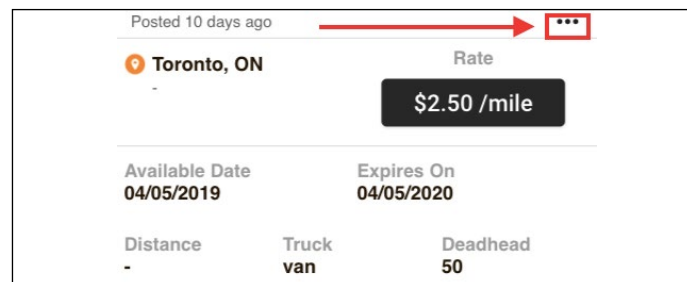 Posted 10 days ago •••
Toronto, ON Rate
-
$2.50 /mile
Available Date Expires On
04/05/2019 04/05/2020
Distance Truck Deadhead
- van 50